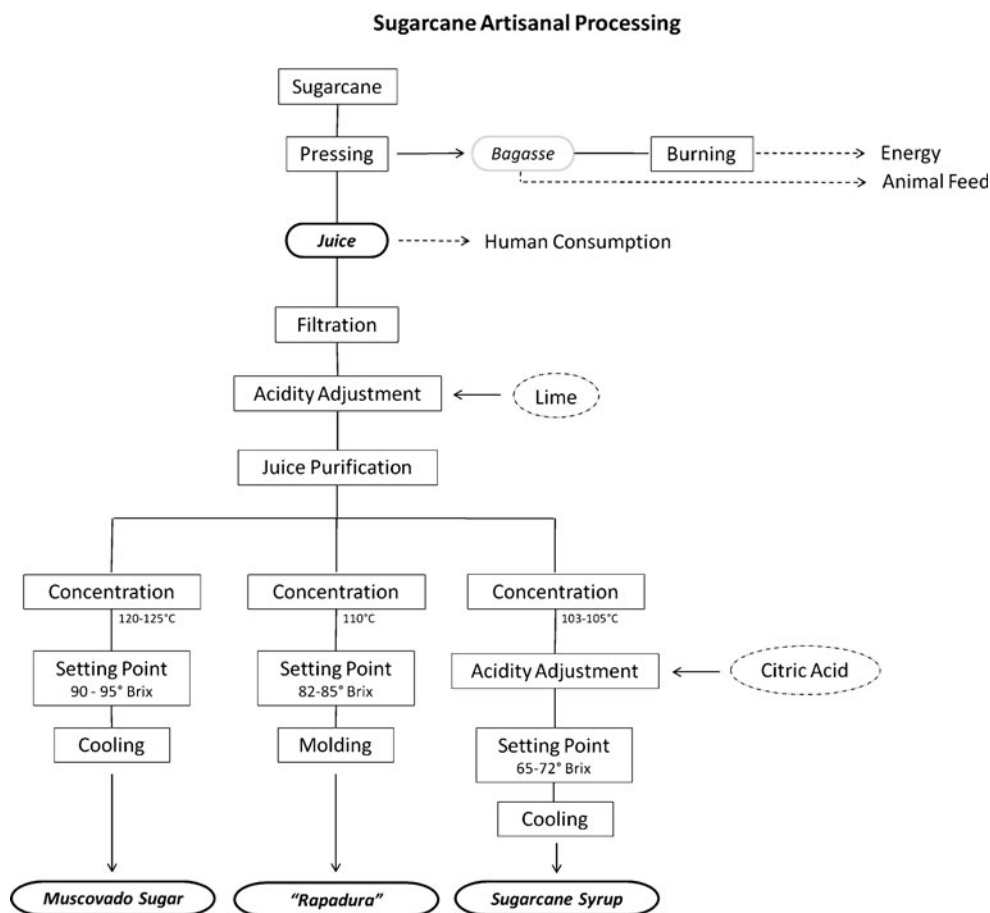 Sugarcane Artisanal Processing
Sugarcane
Pressing
Bagasse
Burning
Energy
Animal Feed
Juice
Human Consumption
Filtration
Acidity Adjustment
Lime
Juice Purification
Concentration
120-125°C
Concentration
110°C
Concentration
103-105°C
Setting Point
90 - 95° Brix
Setting Point
82-85° Brix
Acidity Adjustment
Citric Acid
Cooling
Molding
Setting Point
65-72° Brix
Cooling
Muscovado Sugar
“Rapadura”
Sugarcane Syrup